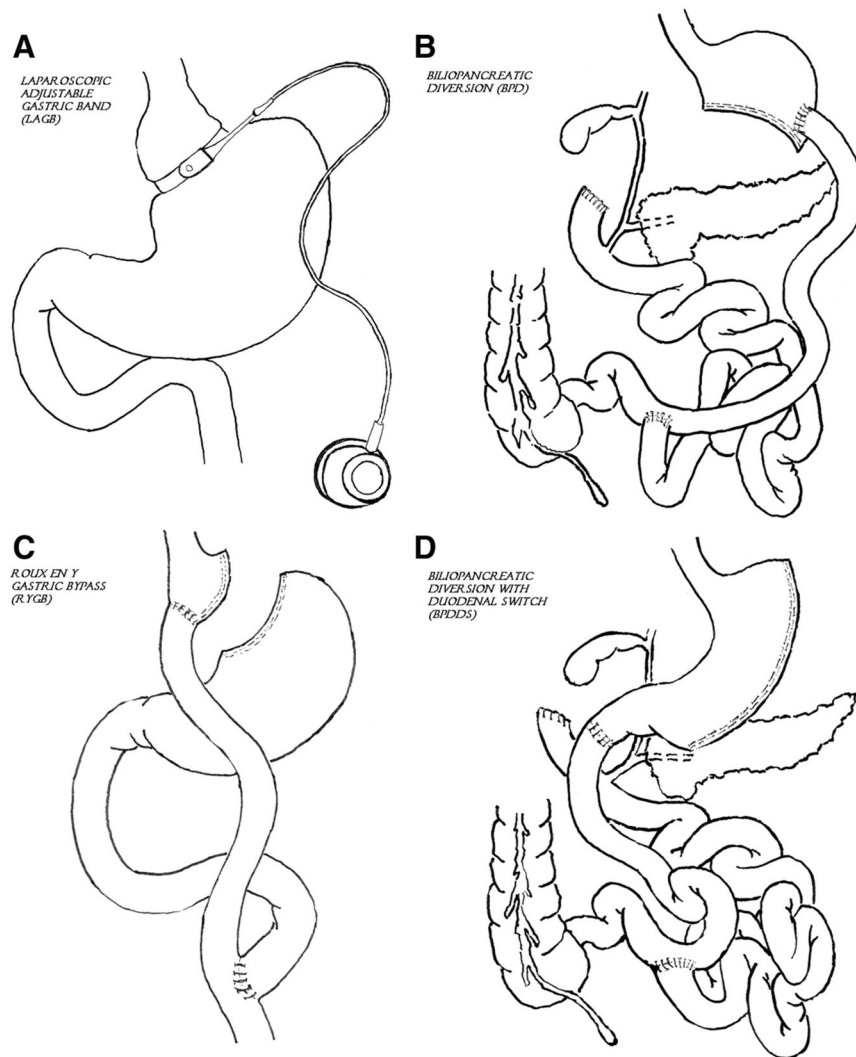 A
LAPAROSCOPIC
ADJUSTABLE
GASTRIC BAND
(LAGB)
B
BILIOPANCREATIC
DIVERSION (BPD)
C
ROUX EN Y
GASTRIC BYPASS
(RYGB)
D
BILIOPANCREATIC
DIVERSION WITH
DUODENAL SWITCH
(BPDDS)